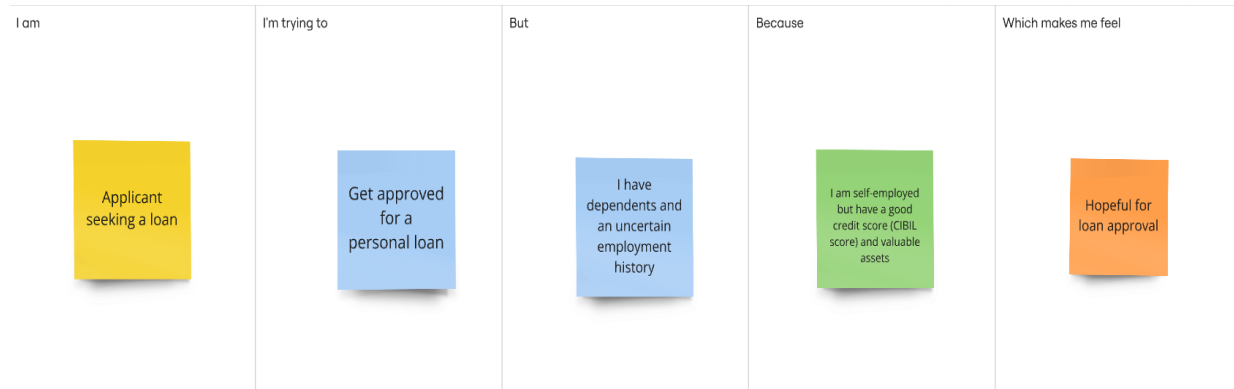 I am
I'm trying to
But
Because
Which makes me feel
Applicant
seeking a loan
Get approved
for a
personal loan
I have
dependents and
an uncertain
employment
history
I am self-employed
but have a good
credit score (CIBIL
score) and valuable
assets
Hopeful for
loan approval